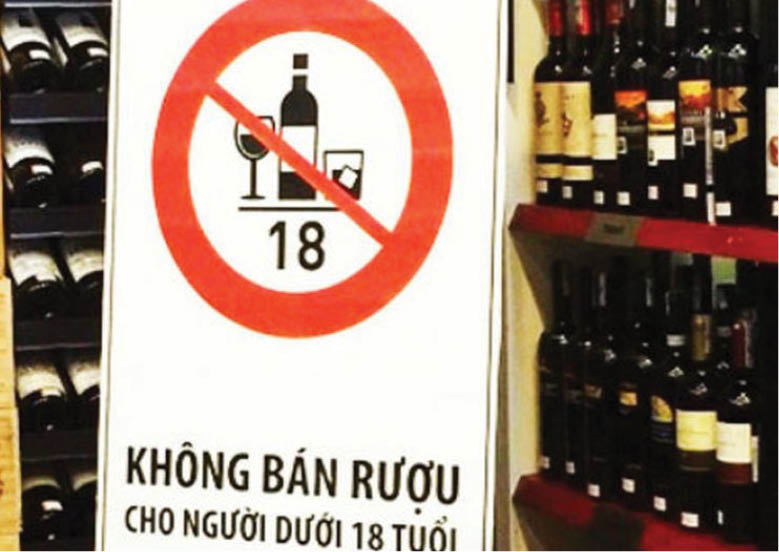 18
KHÔNG BÁN RƯỢU
CHO NGƯỜI DƯỚI 18 TUỔI